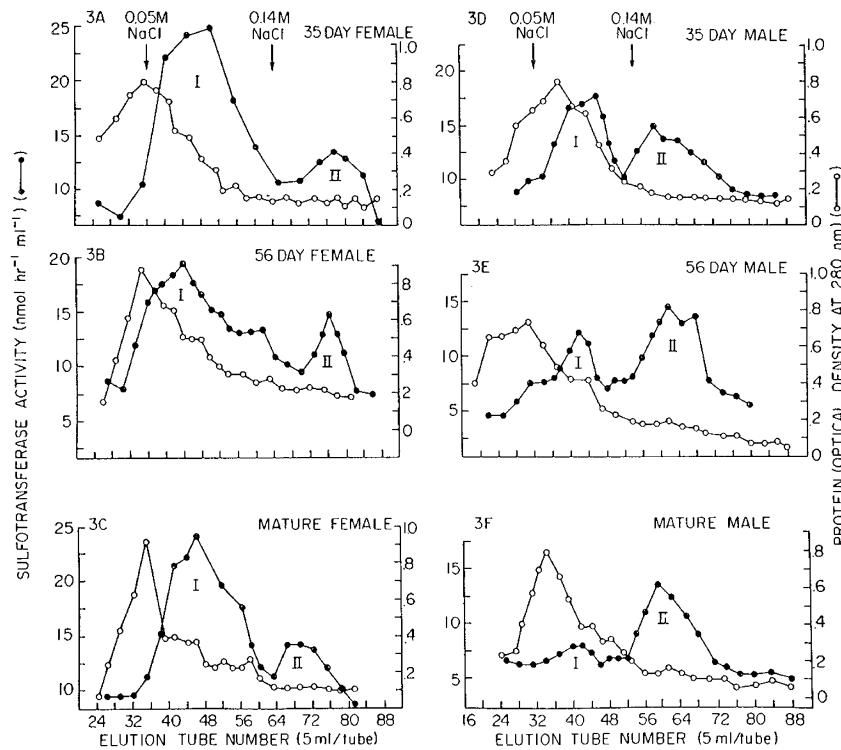 3A
0.05M
NaCl
0.14M
NaCl
35 DAY FEMALE
25
20
15
10
1.0
.8
.6
.4
.2
0
I
II
3D
0.05M
NaCl
0.14M
NaCl
35 DAY MALE
20
15
10
1.0
.8
.6
.4
.2
0
I
II
3B
56 DAY FEMALE
20
15
10
5
.8
.6
.4
.2
0
I
II
3E
56 DAY MALE
15
10
5
1.0
.8
.6
.4
.2
0
I
II
3C
MATURE FEMALE
25
20
15
10
1.0
.8
.6
.4
.2
0
I
II
3F
MATURE MALE
15
10
5
.8
.6
.4
.2
0
I
II
24 32 40 48 56 64 72 80 88
ELUTION TUBE NUMBER (5 ml/tube)
16 24 32 40 48 56 64 72 80 88
ELUTION TUBE NUMBER (5 ml/tube)
SULFOTRANSFERASE ACTIVITY (nmol hr⁻¹ ml⁻¹) (●—●)
PROTEIN (OPTICAL DENSITY AT 280 nm) (○—○)